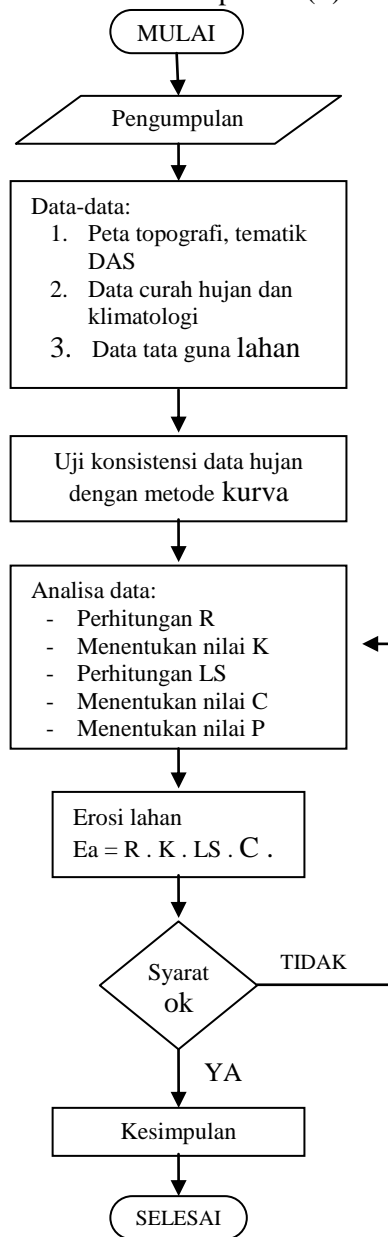 MULAI
Pengumpulan
Data-data:
1. Peta topografi, tematik
DAS
2. Data curah hujan dan
klimatologi
3. Data tata guna lahan
Uji konsistensi data hujan
dengan metode kurva
Analisa data:
- Perhitungan R
- Menentukan nilai K
- Perhitungan LS
- Menentukan nilai C
- Menentukan nilai P
Erosi lahan
Ea = R . K . LS . C .
Syarat
ok
TIDAK
YA
Kesimpulan
SELESAI